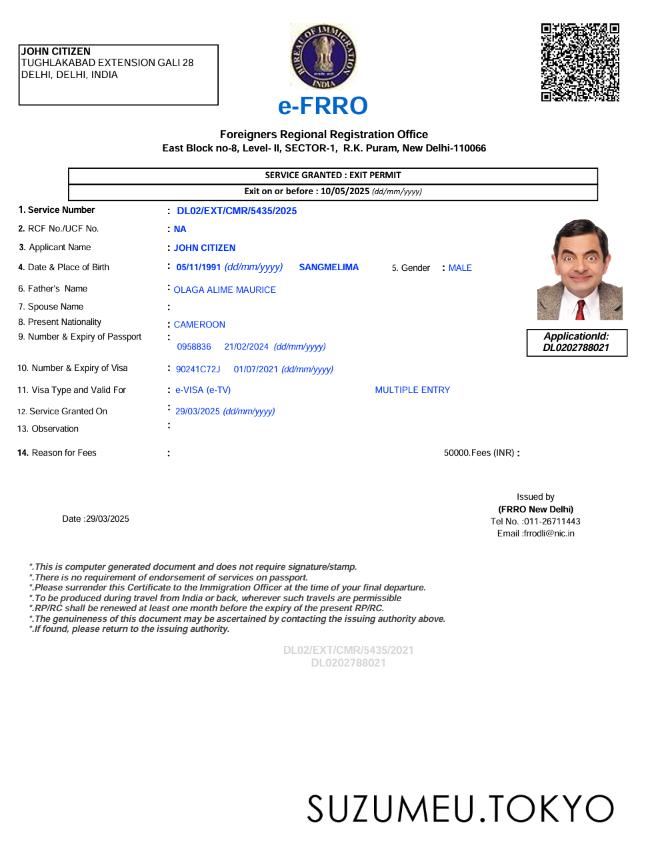 JOHN CITIZEN
TUGHLAKABAD EXTENSION GALI 28
DELHI, DELHI, INDIA
BUREAU OF IMMIGRATION
INDIA
e-FRRO
Foreigners Regional Registration Office
East Block no-8, Level- II, SECTOR-1, R.K. Puram, New Delhi-110066
SERVICE GRANTED : EXIT PERMIT
Exit on or before : 10/05/2025 (dd/mm/yyyy)
1. Service Number : DL02/EXT/CMR/5435/2025
2. RCF No./UCF No. : NA
3. Applicant Name : JOHN CITIZEN
4. Date & Place of Birth : 05/11/1991 (dd/mm/yyyy) SANGMELIMA 5. Gender : MALE
6. Father's Name : OLAGA ALIME MAURICE
7. Spouse Name :
8. Present Nationality : CAMEROON
9. Number & Expiry of Passport : 0958836 21/02/2024 (dd/mm/yyyy)
ApplicationId:
DL0202788021
10. Number & Expiry of Visa : 90241C72J 01/07/2021 (dd/mm/yyyy)
11. Visa Type and Valid For : e-VISA (e-TV) MULTIPLE ENTRY
12. Service Granted On : 29/03/2025 (dd/mm/yyyy)
13. Observation :
14. Reason for Fees : 50000.Fees (INR) :
Issued by
(FRRO New Delhi)
Tel No. :011-26711443
Email :frrodli@nic.in
Date :29/03/2025
*.This is computer generated document and does not require signature/stamp.
*.There is no requirement of endorsement of services on passport.
*.Please surrender this Certificate to the Immigration Officer at the time of your final departure.
*.To be produced during travel from India or back, wherever such travels are permissible
*.RP/RC shall be renewed at least one month before the expiry of the present RP/RC.
*.The genuineness of this document may be ascertained by contacting the issuing authority above.
*.If found, please return to the issuing authority.
DL02/EXT/CMR/5435/2021
DL0202788021
SUZUMEU.TOKYO